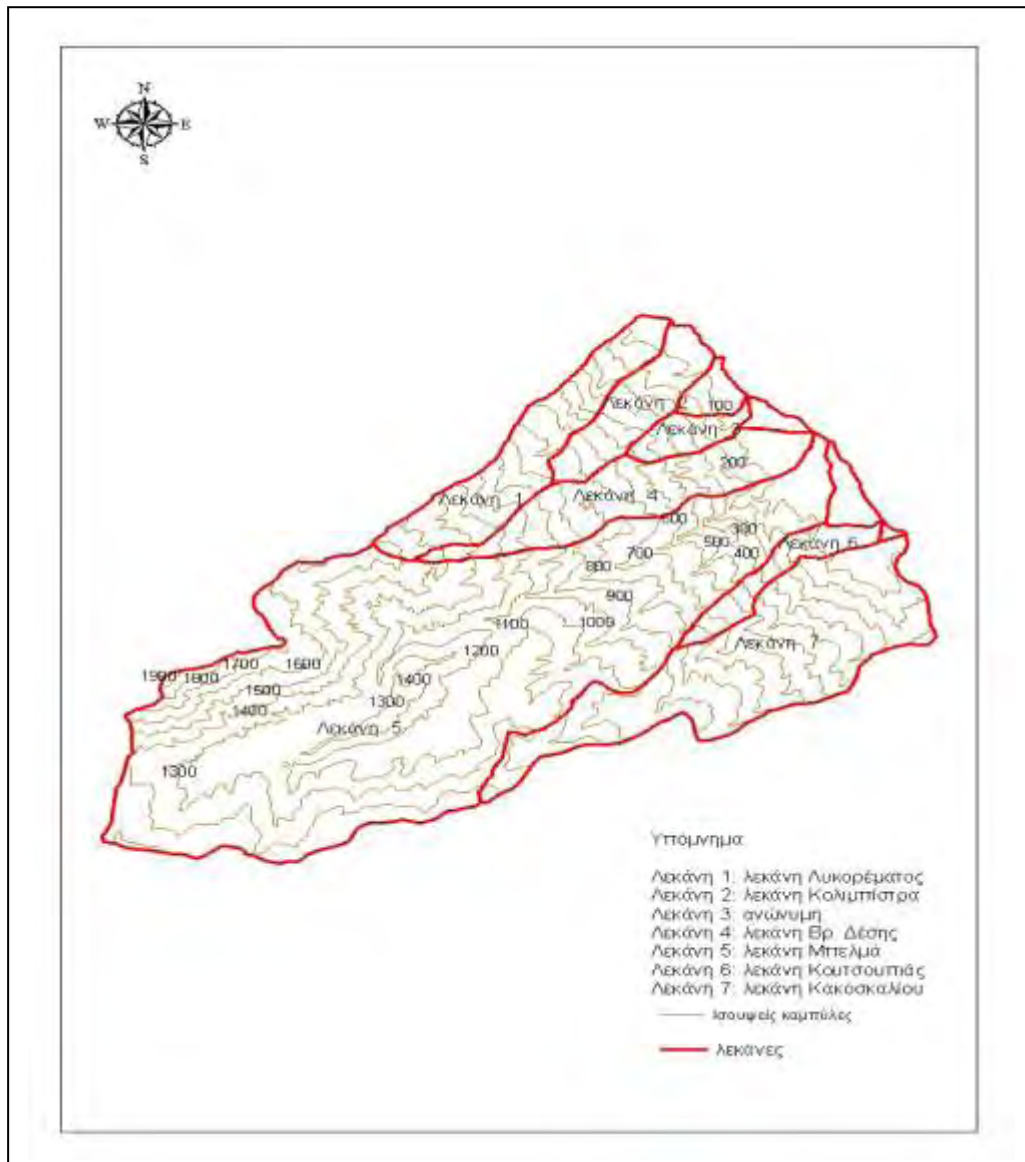 N
W E
S
Λεκάνη 2
100
Λεκάνη 3
200
Λεκάνη 1
Λεκάνη 4
600
300
500
Λεκάνη 6
700
400
800
900
1100
1000
Λεκάνη 7
1200
1700
1600
1900
1800
1400
1500
1300
1400
Λεκάνη 5
1300
Υπόμνημα
Λεκάνη 1: λεκάνη Λυκορέματος
Λεκάνη 2: λεκάνη Κολιμπίστρα
Λεκάνη 3: ανώνυμη
Λεκάνη 4: λεκάνη Βρ. Δέσης
Λεκάνη 5: λεκάνη Μπελμά
Λεκάνη 6: λεκάνη Κουτσουπιάς
Λεκάνη 7: λεκάνη Κακοσκαλίου
Ισουψείς καμπύλες
λεκάνες